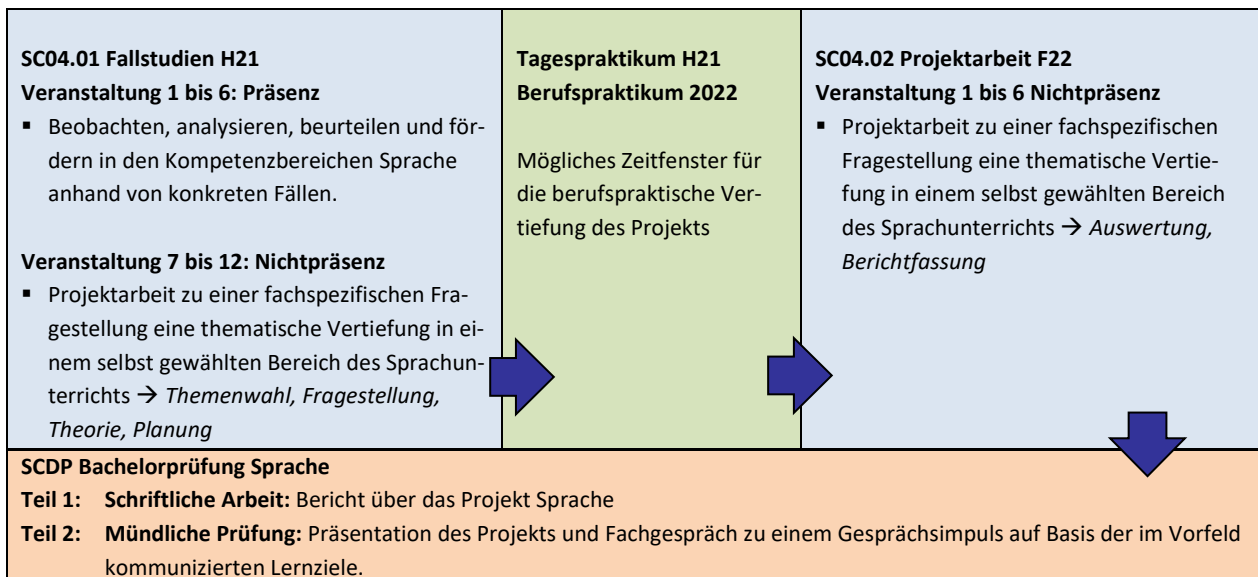 SC04.01 Fallstudien H21
Veranstaltung 1 bis 6: Präsenz
▪ Beobachten, analysieren, beurteilen und för-
dern in den Kompetenzbereichen Sprache
anhand von konkreten Fällen.
Veranstaltung 7 bis 12: Nichtpräsenz
▪ Projektarbeit zu einer fachspezifischen Fra-
gestellung eine thematische Vertiefung in ei-
nem selbst gewählten Bereich des Sprachun-
terrichts → Themenwahl, Fragestellung,
Theorie, Planung
Tagespraktikum H21
Berufspraktikum 2022
Mögliches Zeitfenster für
die berufspraktische Ver-
tiefung des Projekts
SC04.02 Projektarbeit F22
Veranstaltung 1 bis 6 Nichtpräsenz
▪ Projektarbeit zu einer fachspezifischen
Fragestellung eine thematische Vertie-
fung in einem selbst gewählten Bereich
des Sprachunterrichts → Auswertung,
Berichtfassung
SCDP Bachelorprüfung Sprache
Teil 1: Schriftliche Arbeit: Bericht über das Projekt Sprache
Teil 2: Mündliche Prüfung: Präsentation des Projekts und Fachgespräch zu einem Gesprächsimpuls auf Basis der im Vorfeld
kommunizierten Lernziele.